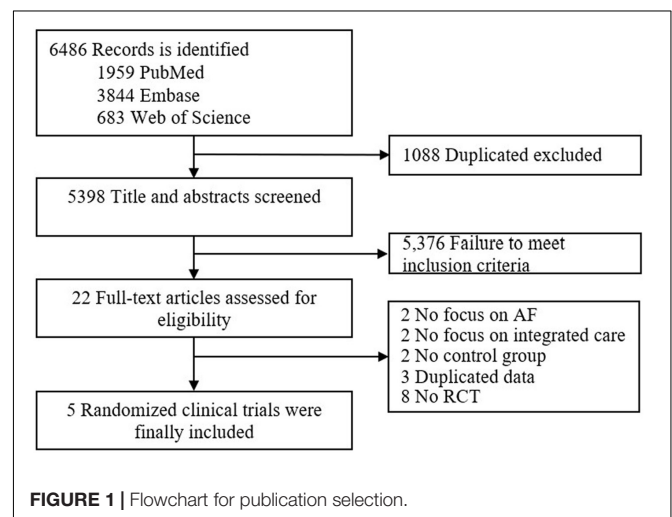 6486 Records is identified
1959 PubMed
3844 Embase
683 Web of Science
1088 Duplicated excluded
5398 Title and abstracts screened
5,376 Failure to meet
inclusion criteria
22 Full-text articles assessed for
eligibility
2 No focus on AF
2 No focus on integrated care
2 No control group
3 Duplicated data
8 No RCT
5 Randomized clinical trials were
finally included
FIGURE 1 | Flowchart for publication selection.